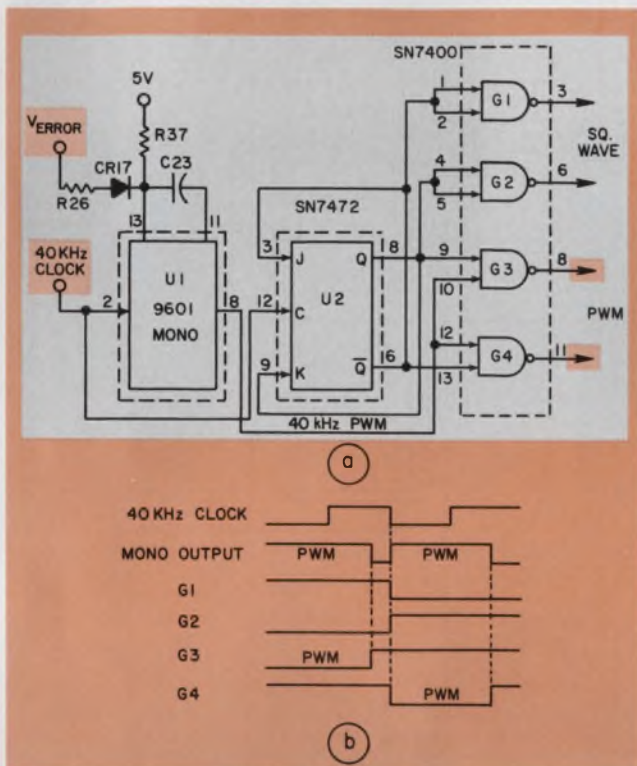 SN7400
5V
VERROR
R37
C23
CR17
R26
13
11
40 KHz
CLOCK
2
U1
9601
MONO
8
SN7472
3
J
Q
8
12
C
U2
9
K
Q̅
6
40 kHz PWM
1
2
G1
3
SQ.
WAVE
4
5
G2
6
9
10
G3
8
PWM
12
13
G4
11
a
40 KHz CLOCK
MONO OUTPUT
PWM
PWM
G1
G2
G3
PWM
G4
PWM
b